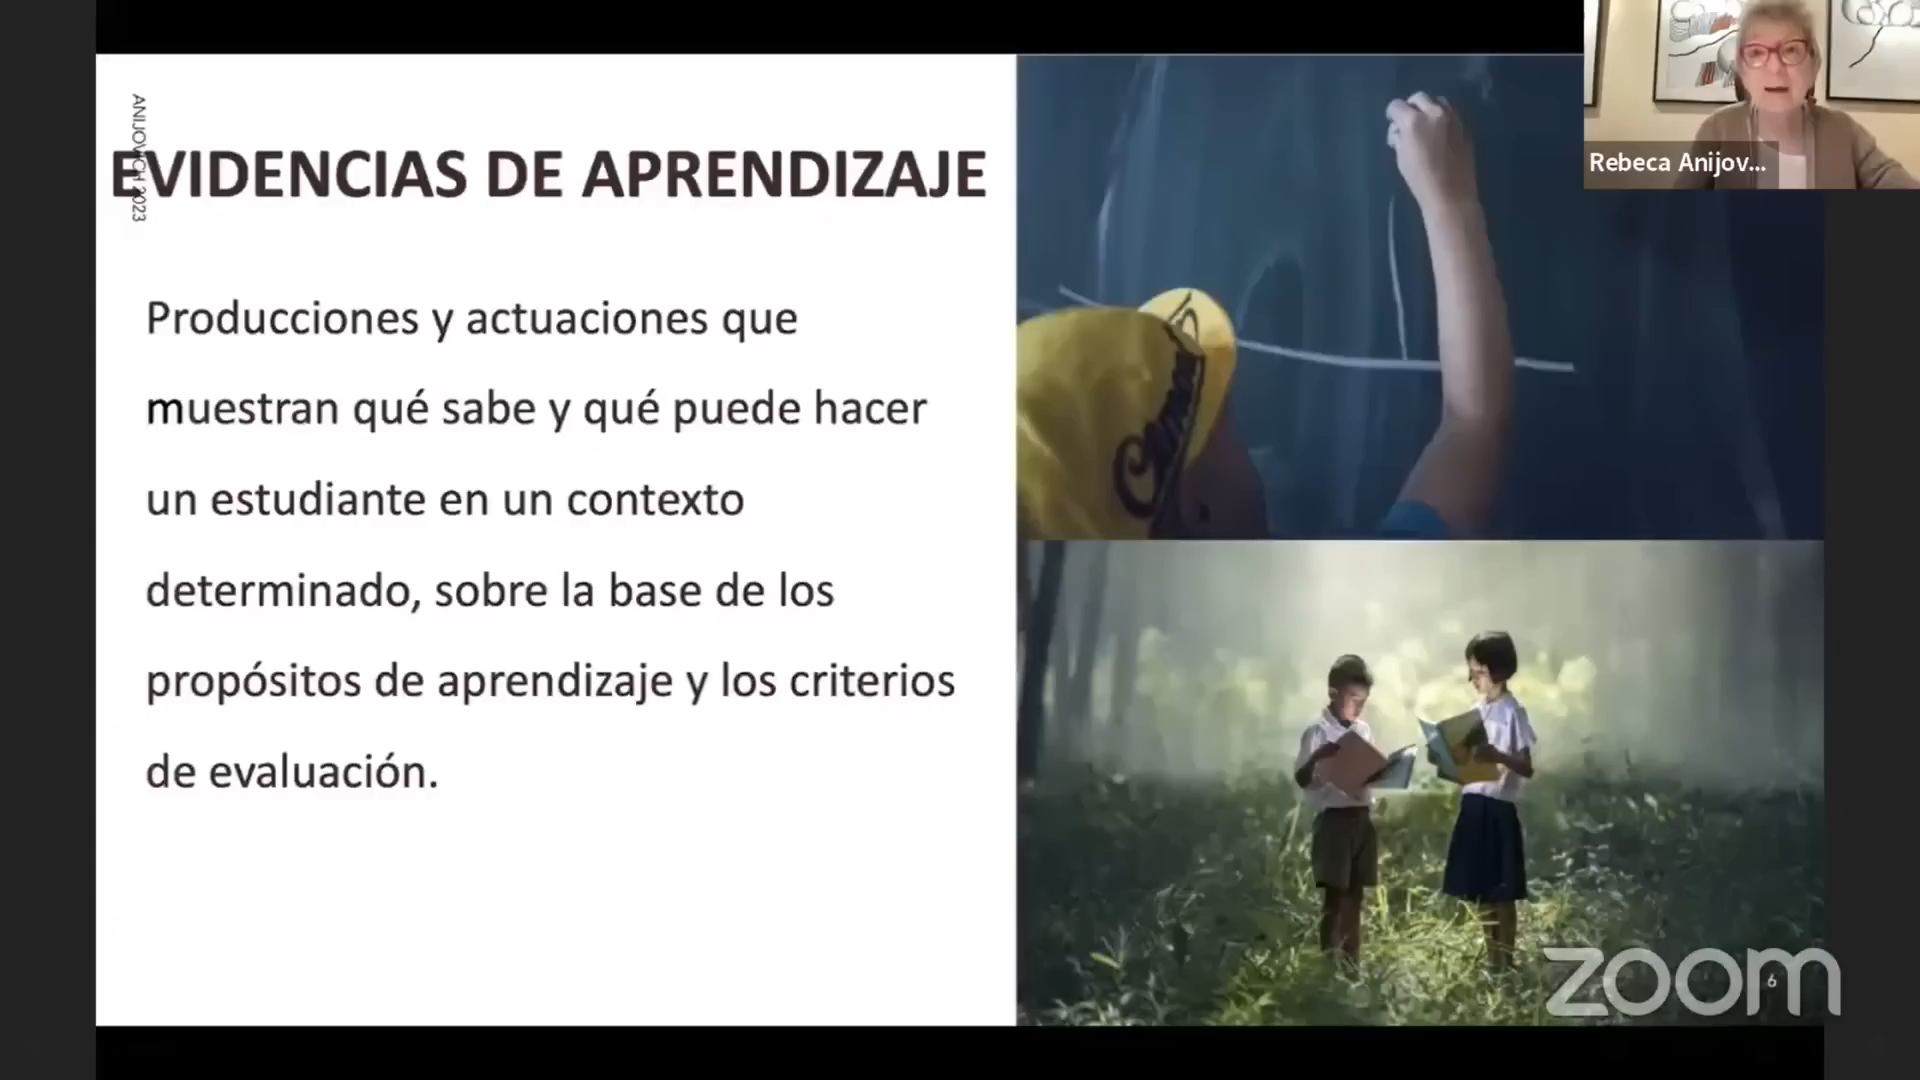 ANIJOVICH 2023
EVIDENCIAS DE APRENDIZAJE
Producciones y actuaciones que
muestran qué sabe y qué puede hacer
un estudiante en un contexto
determinado, sobre la base de los
propósitos de aprendizaje y los criterios
de evaluación.
Rebeca Anijov...
zoom
6